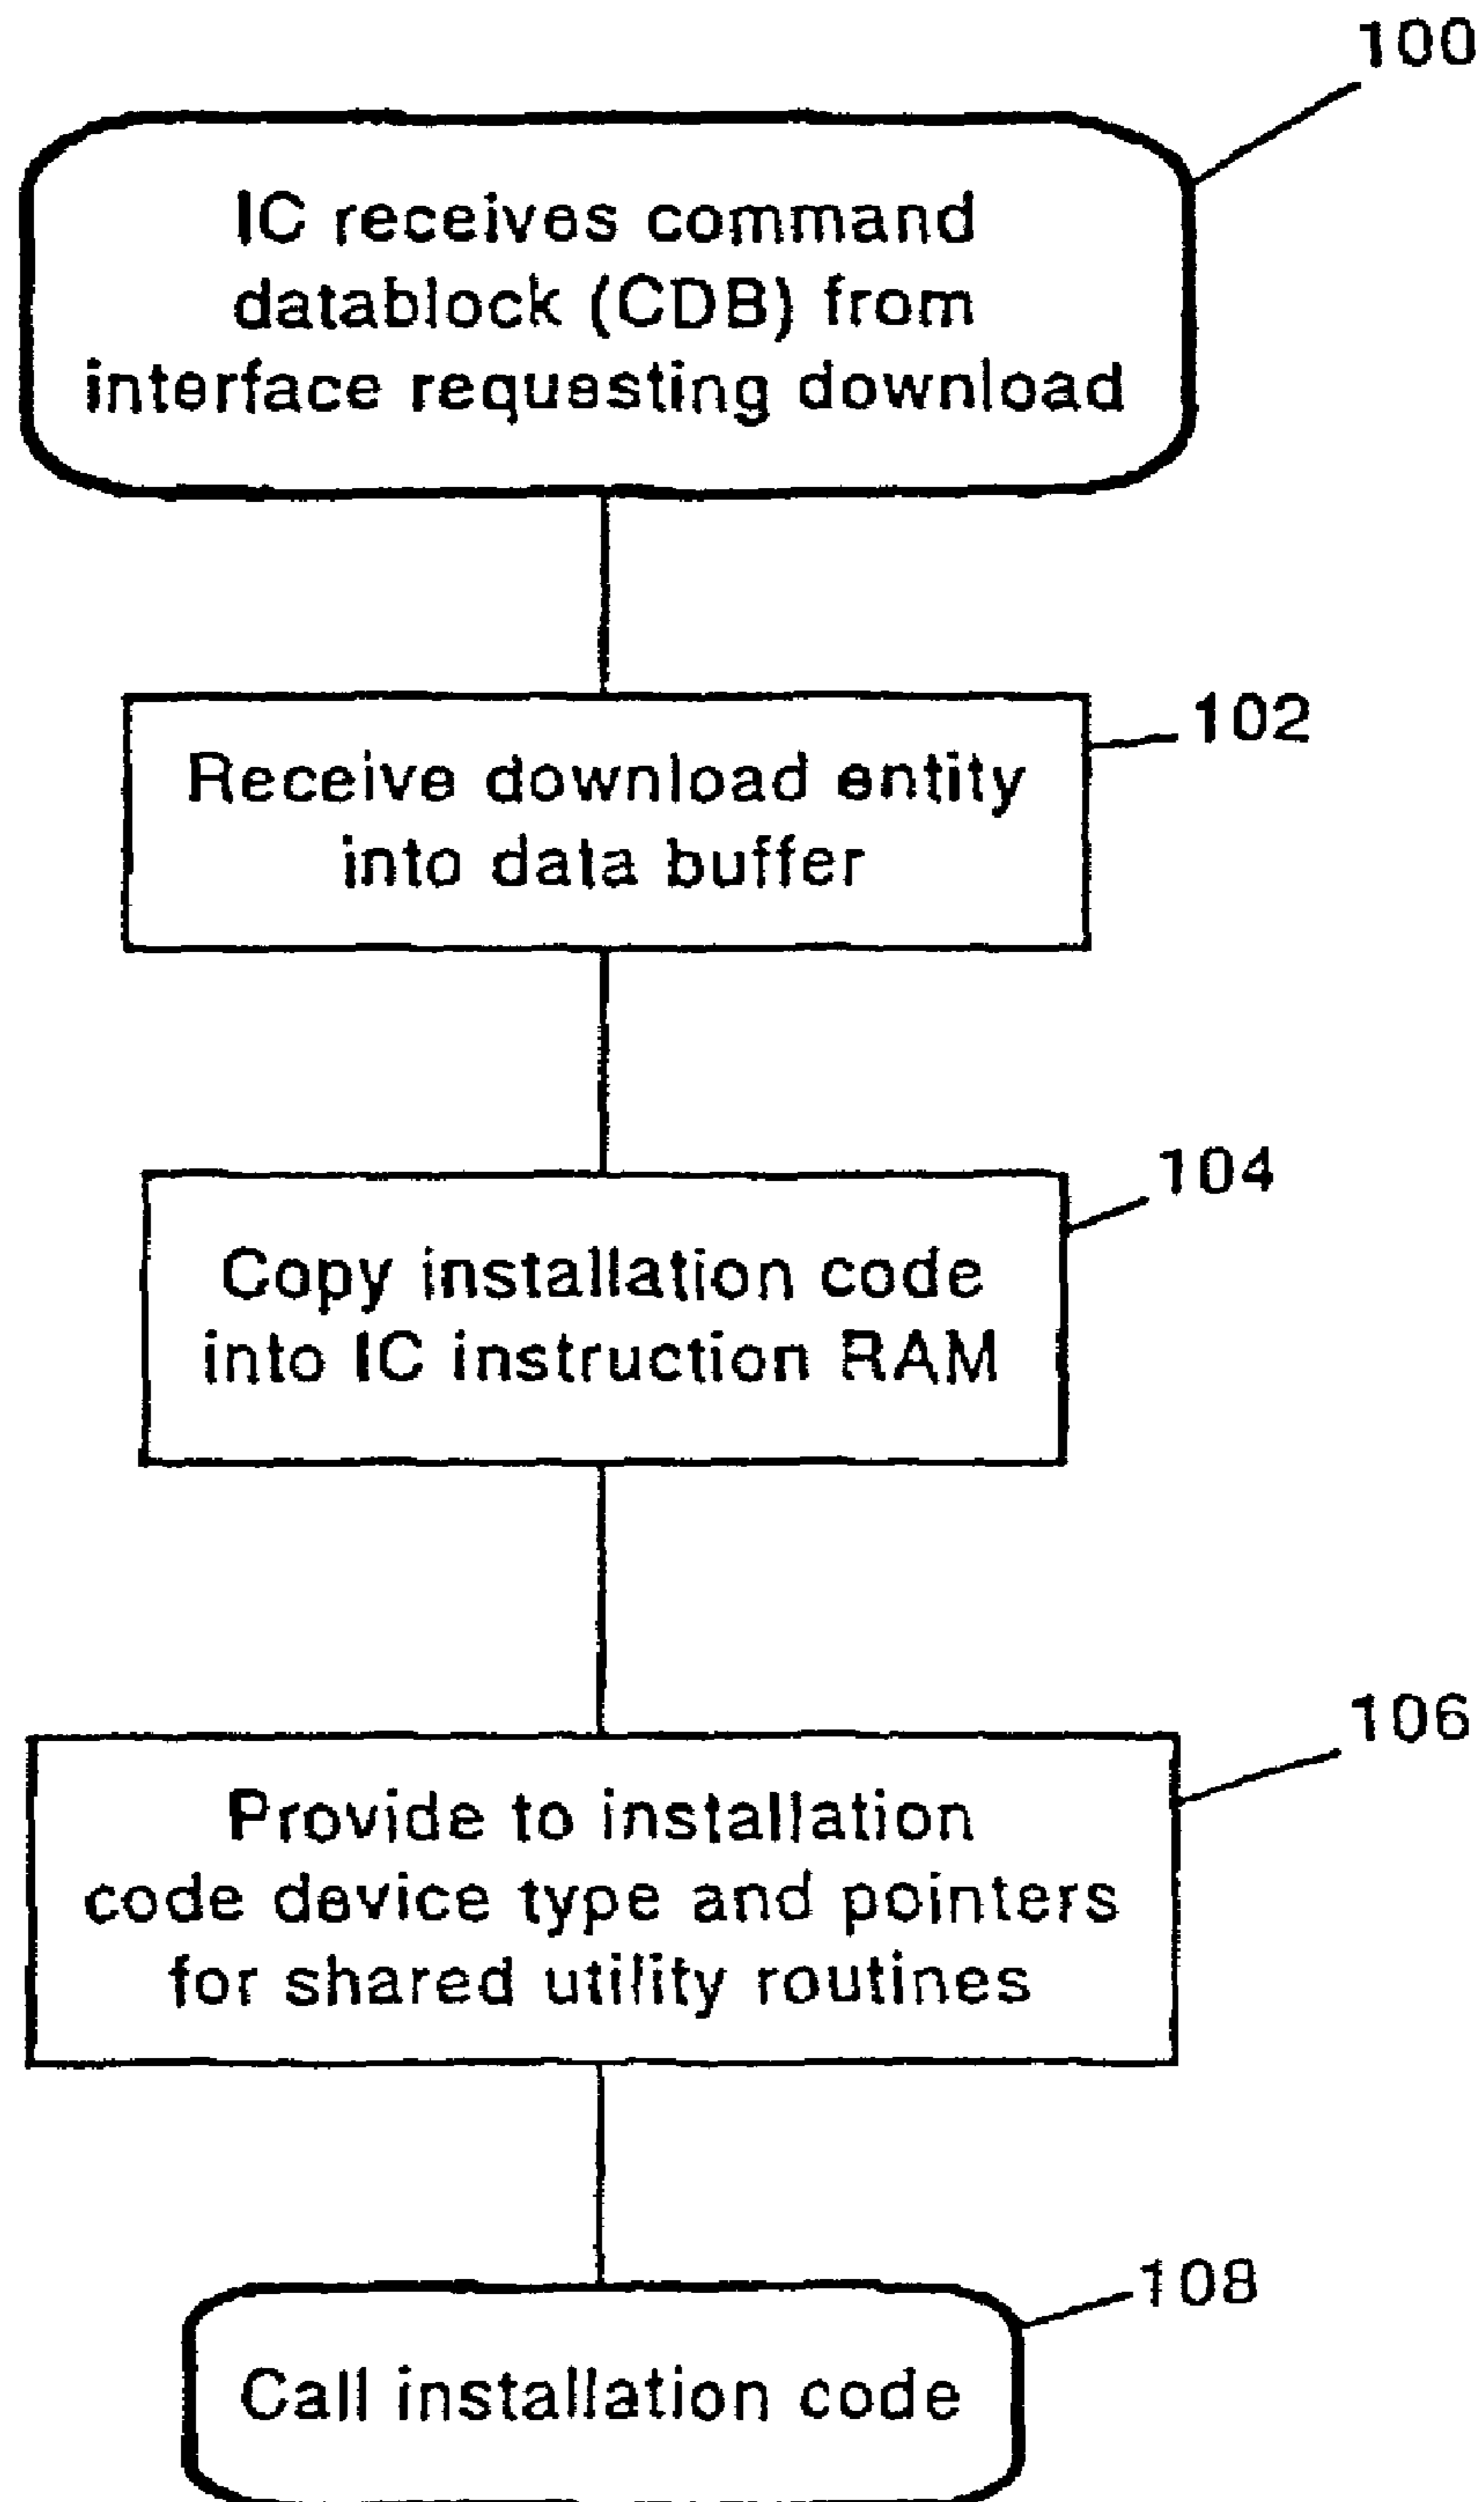 100
IC receives command
datablock (CDB) from
interface requesting download
102
Receive download entity
into data buffer
104
Copy installation code
into IC instruction RAM
106
Provide to installation
code device type and pointers
for shared utility routines
108
Call installation code